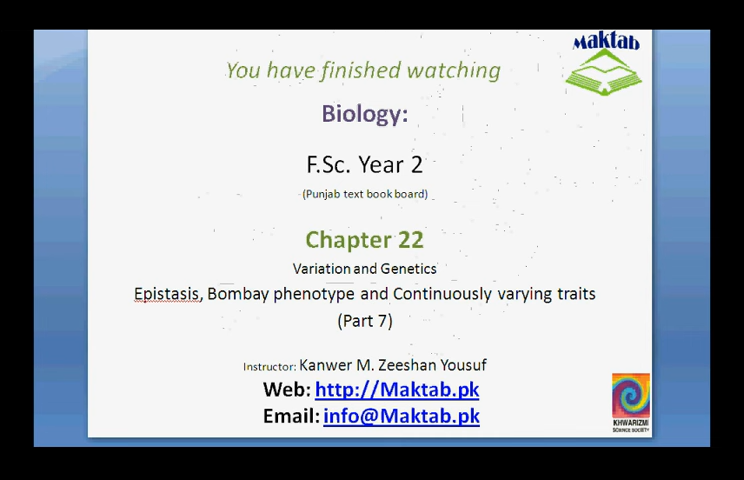 Maktab
You have finished watching
Biology:
F.Sc. Year 2
(Punjab text book board)
Chapter 22
Variation and Genetics
Epistasis, Bombay phenotype and Continuously varying traits
(Part 7)
Instructor: Kanwer M. Zeeshan Yousuf
Web: http://Maktab.pk
Email: info@Maktab.pk
KHWARIZMI
SCIENCE SOCIETY